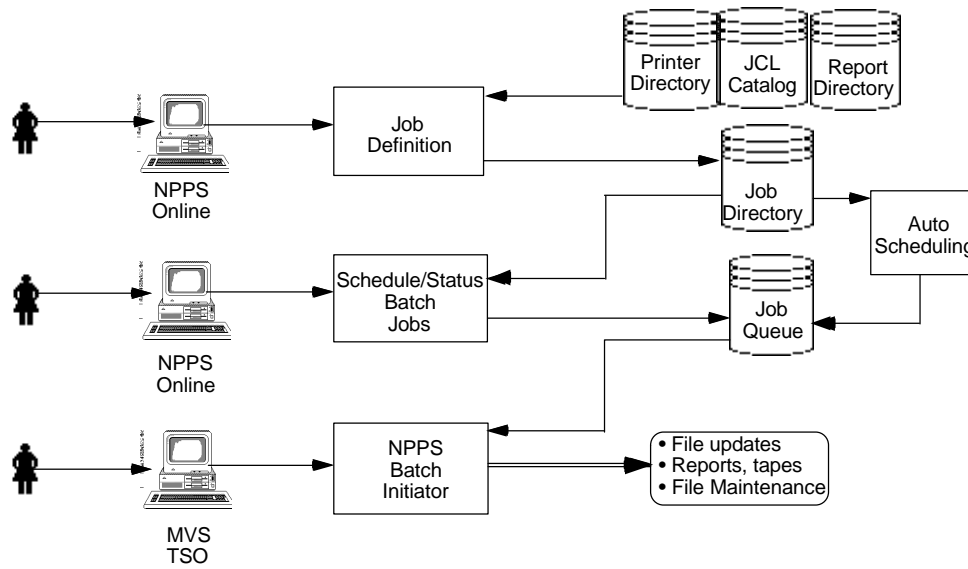 Printer
Directory
JCL
Catalog
Report
Directory
Job
Definition
NPPS
Online
Job
Directory
Auto
Scheduling
Schedule/Status
Batch
Jobs
Job
Queue
NPPS
Online
NPPS
Batch
Initiator
• File updates
• Reports, tapes
• File Maintenance
MVS
TSO